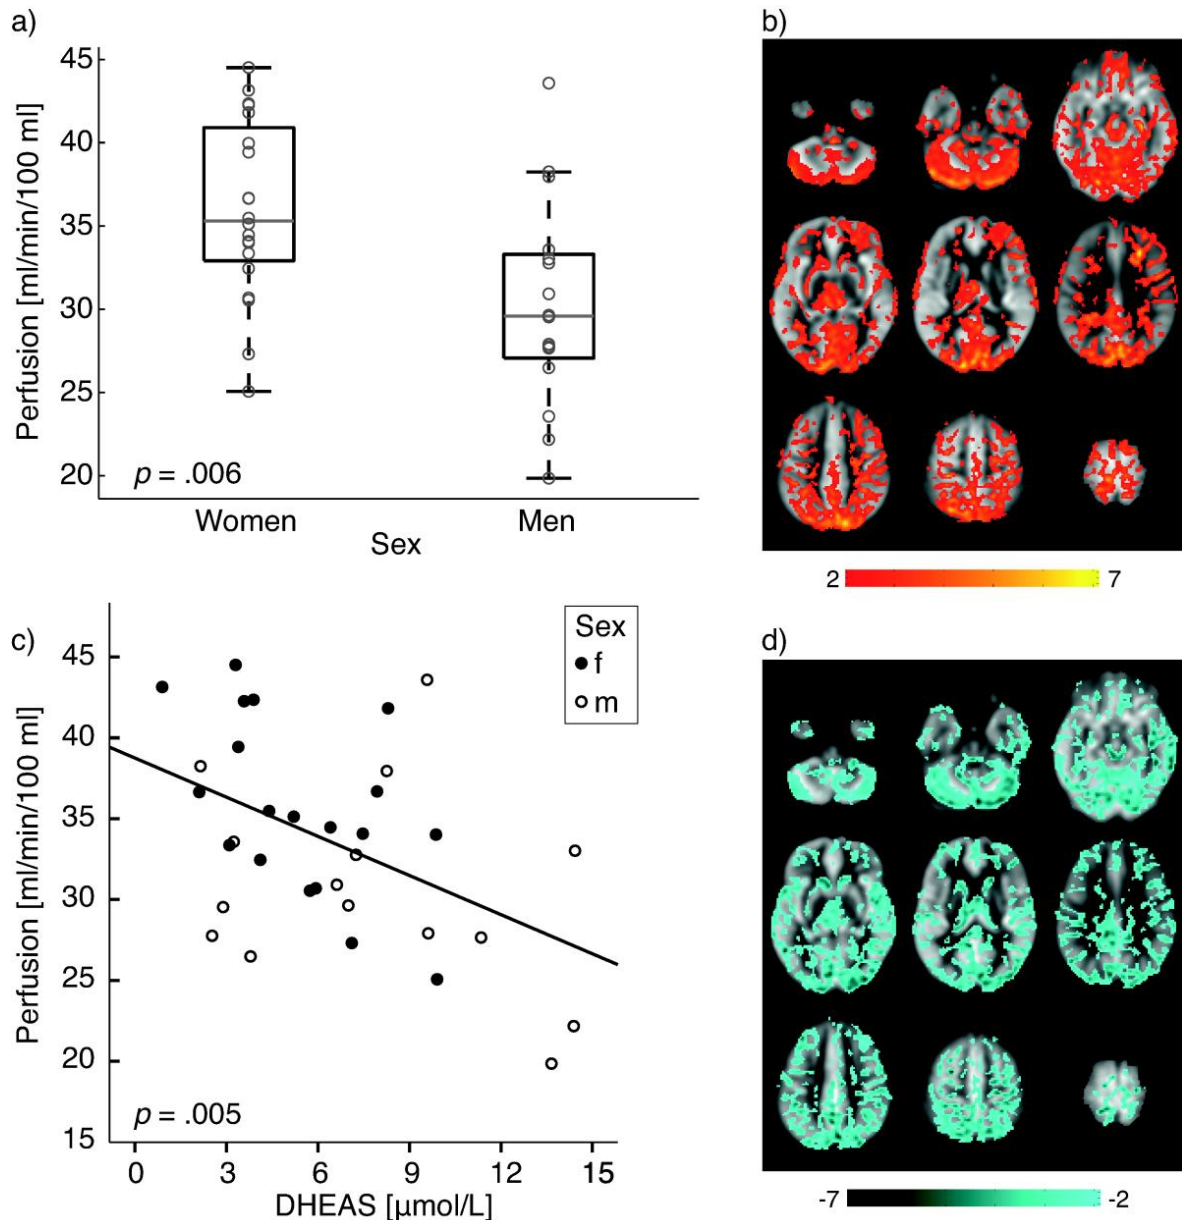 a)
Perfusion [ml/min/100 ml]
45
40
35
30
25
20
p = .006
Women
Men
Sex
b)
2
7
c)
Perfusion [ml/min/100 ml]
45
40
35
30
25
20
15
Sex
f
m
p = .005
0
3
6
9
12
15
DHEAS [µmol/L]
d)
-7
-2